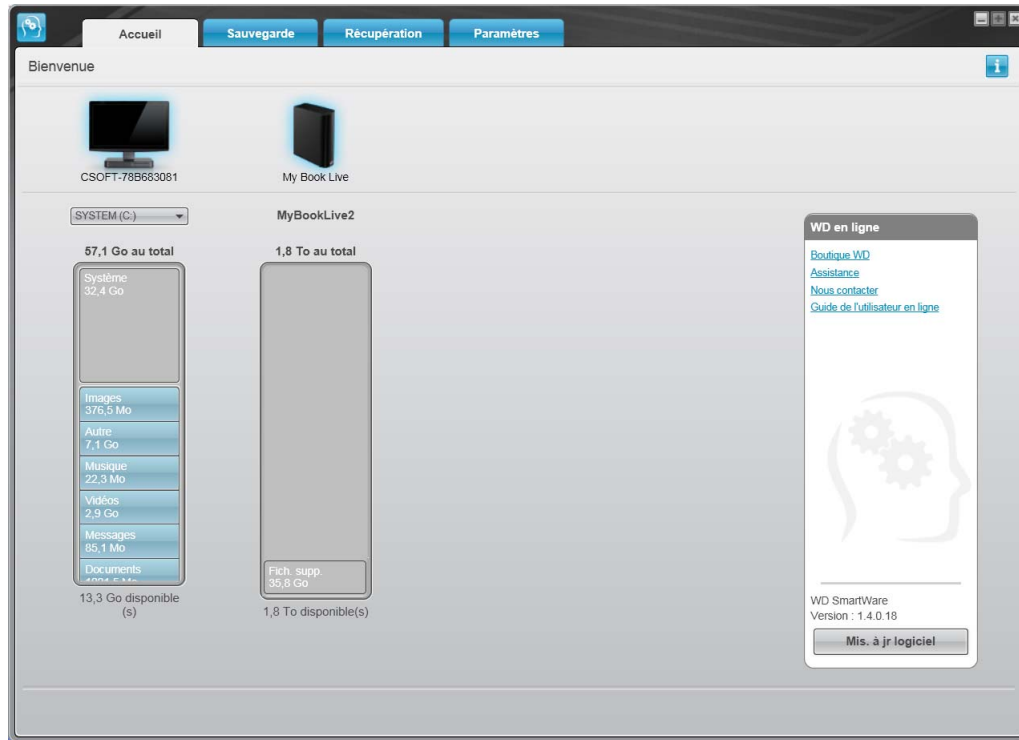 Accueil
Sauvegarde
Récupération
Paramètres
Bienvenue
CSOFT-78B683081
My Book Live
SYSTEM (C:)
MyBookLive2
57,1 Go au total
1,8 To au total
Système
32,4 Go
Images
376,5 Mo
Autre
7,1 Go
Musique
22,3 Mo
Vidéos
2,9 Go
Messages
85,1 Mo
Documents
Fich. supp.
35,8 Go
13,3 Go disponible
(s)
1,8 To disponible(s)
WD en ligne
Boutique WD
Assistance
Nous contacter
Guide de l'utilisateur en ligne
WD SmartWare
Version : 1.4.0.18
Mis. à jr logiciel